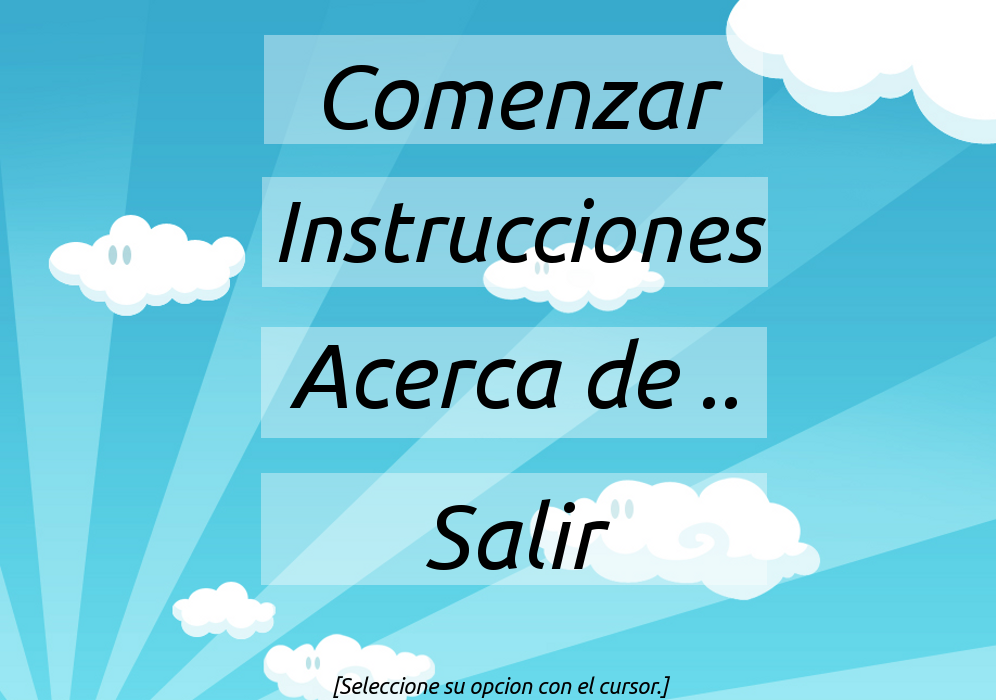 Comenzar
Instrucciones
Acerca de ..
Salir
[Seleccione su opcion con el cursor.]